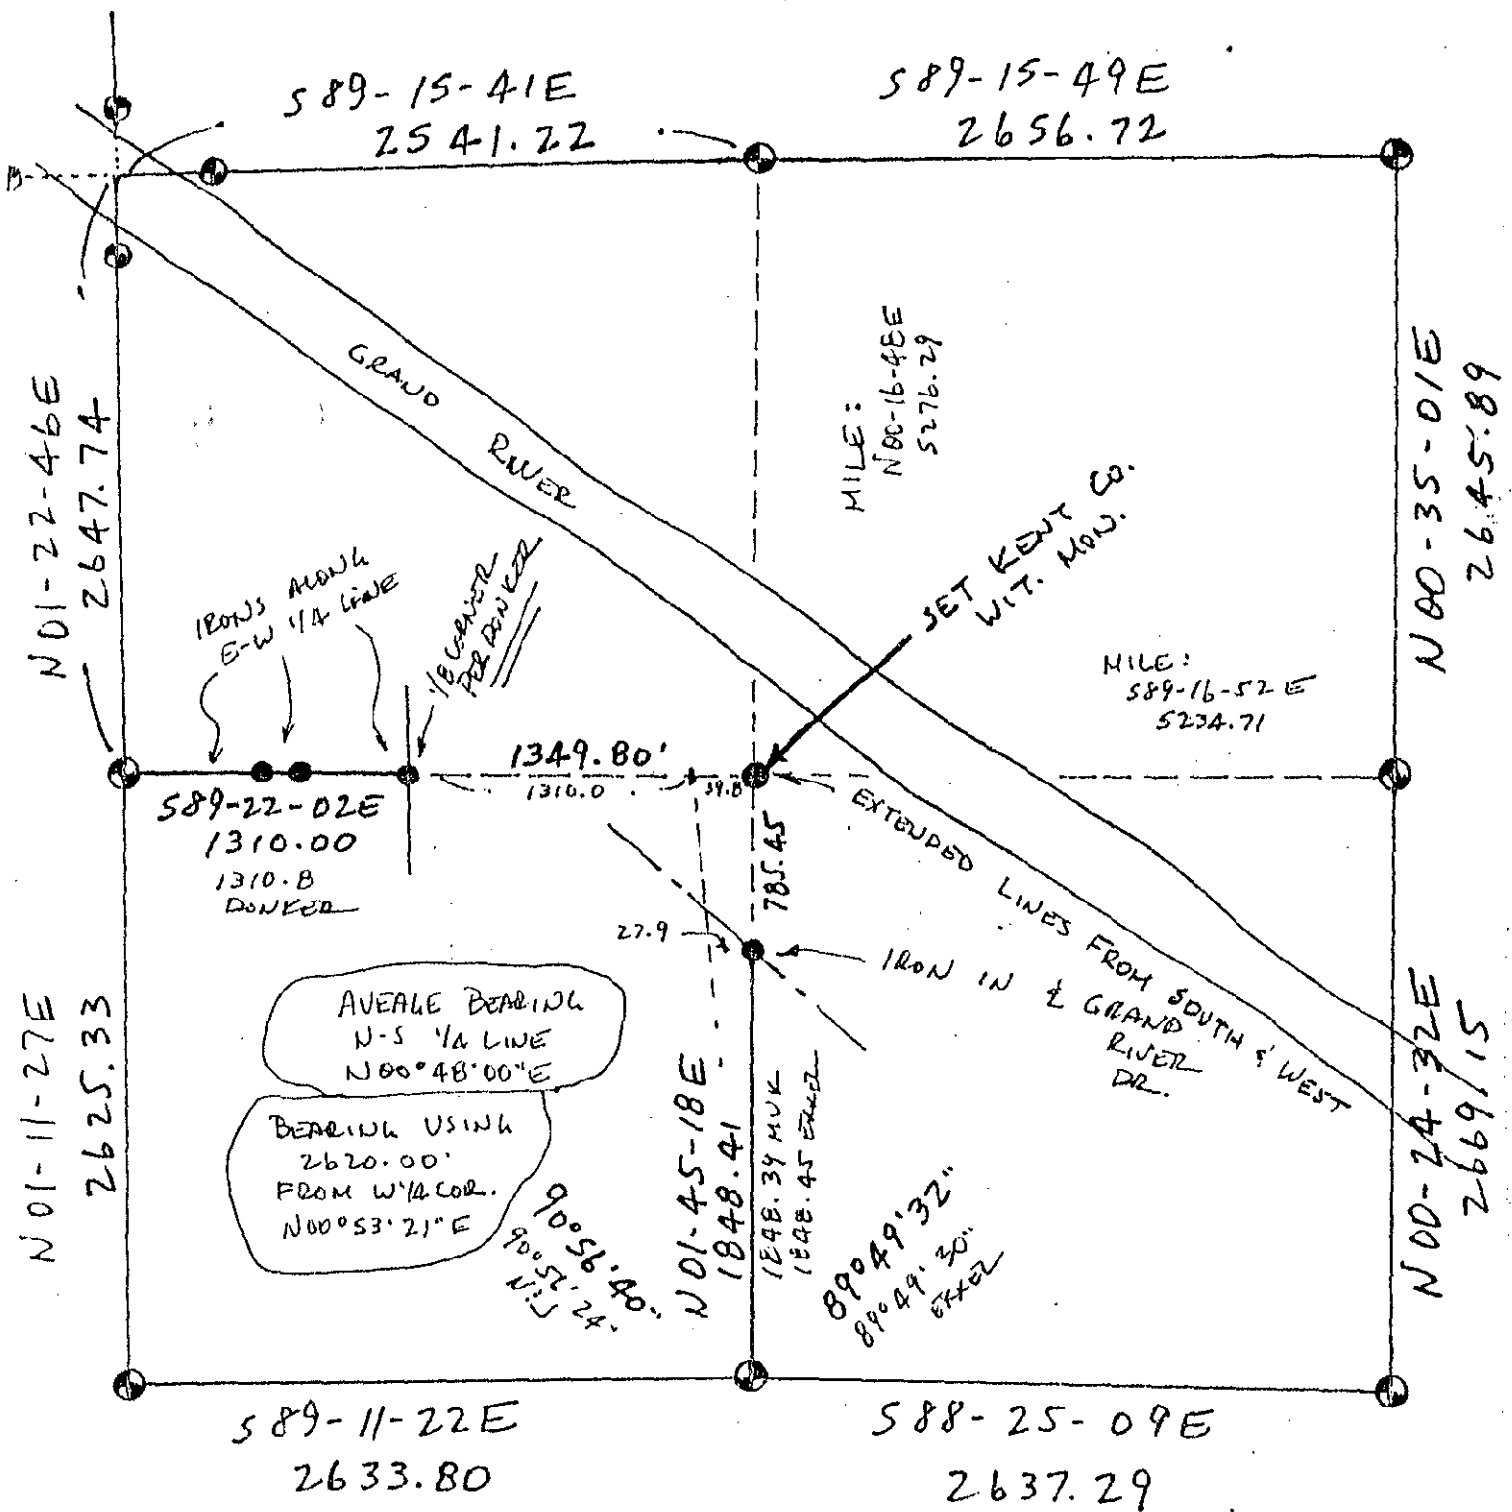 S89-15-41E
2541.22
S89-15-49E
2656.72
N01-22-46E
2647.74
GRAND
RIVER
MILE:
N00-16-48E
5276.29
N00-35-01E
2645.89
SET KENT CO.
WIT. MON.
IRONS ALONG
E-W 1/4 LINE
1/8 CORNER
PER DONKER
MILE:
S89-16-52E
5234.71
1349.80'
1310.0
39.8
S89-22-02E
1310.00
1310.8
DONKER
785.45
EXTENDED LINES FROM SOUTH & WEST
27.9
IRON IN ℄ GRAND
RIVER
DR.
AVEAGE BEARING
N-S 1/4 LINE
N00°48'00"E
BEARING USING
2620.00'
FROM W 1/4 COR.
N00°53'21"E
N01-11-27E
2625.33
90°56'40"
90°56'24"
N01-45-18E
1848.41
1848.39 MVK
1848.45 EXXEL
89°49'32"
89°49'30"
EXXEL
N00-24-32E
2669/15
S89-11-22E
2633.80
S88-25-09E
2637.29